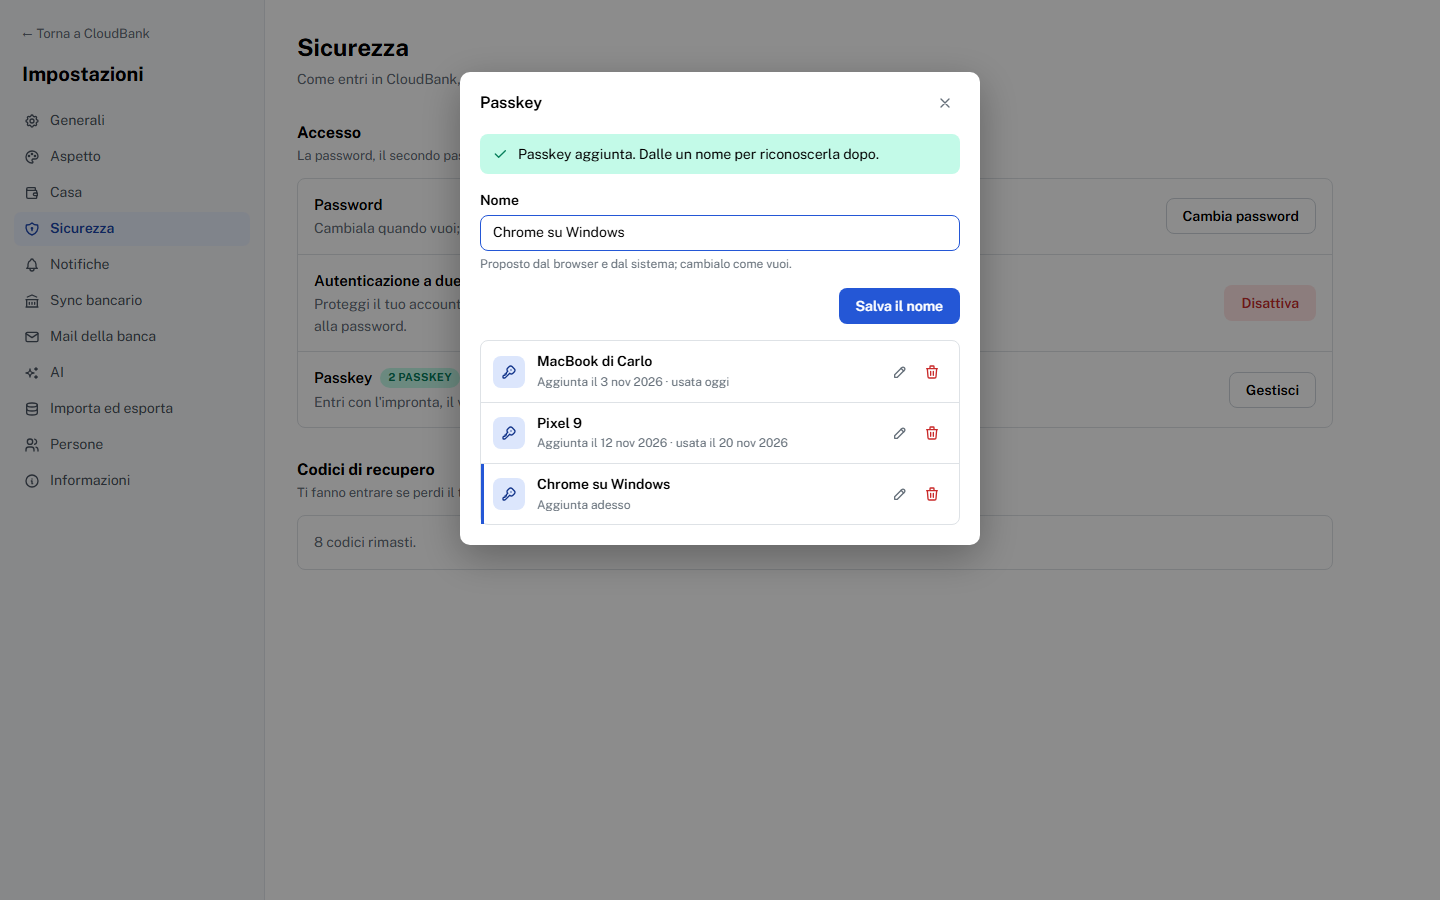 ← Torna a CloudBank
Impostazioni
Generali
Aspetto
Casa
Sicurezza
Notifiche
Sync bancario
Mail della banca
AI
Importa ed esporta
Persone
Informazioni
Sicurezza
Come entri in CloudBank,
Accesso
La password, il secondo
Password
Cambiala quando vuoi;
Cambia password
Autenticazione a due
Proteggi il tuo account
alla password.
Disattiva
Passkey 2 PASSKEY
Entri con l'impronta, il
Gestisci
Codici di recupero
Ti fanno entrare se perdi il
8 codici rimasti.
Passkey
Passkey aggiunta. Dalle un nome per riconoscerla dopo.
Nome
Chrome su Windows
Proposto dal browser e dal sistema; cambialo come vuoi.
Salva il nome
MacBook di Carlo
Aggiunta il 3 nov 2026 · usata oggi
Pixel 9
Aggiunta il 12 nov 2026 · usata il 20 nov 2026
Chrome su Windows
Aggiunta adesso